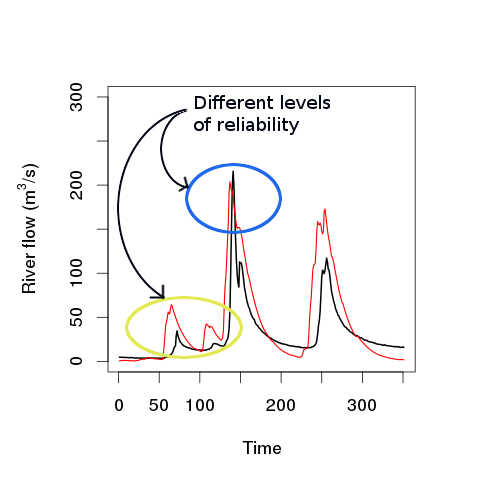 Different levels
of reliability
River flow (m³/s)
300
200
100
50
0
0 50 100 200 300
Time